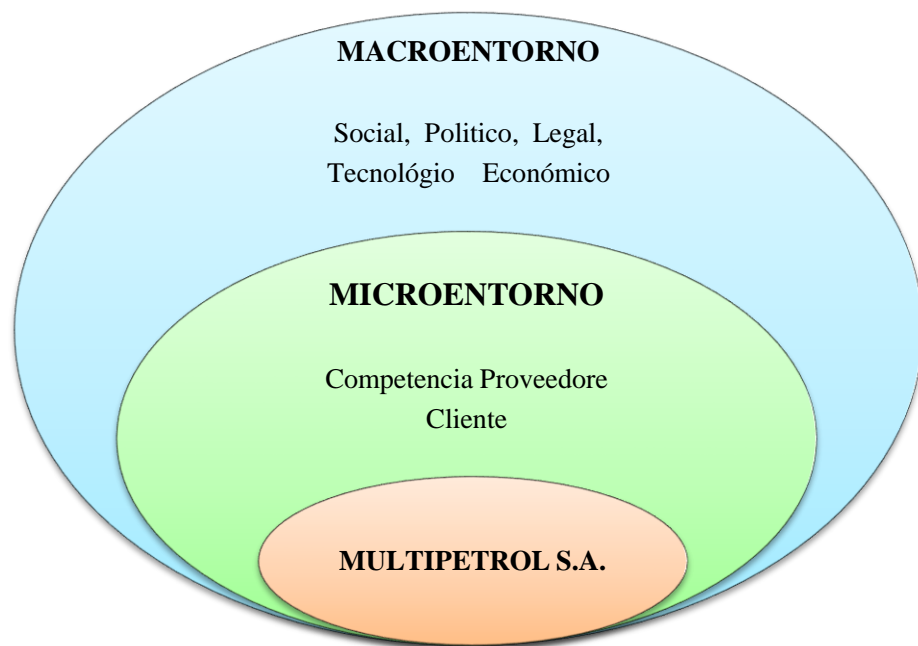 MACROENTORNO
Social, Politico, Legal,
Tecnológio Económico
MICROENTORNO
Competencia Proveedore
Cliente
MULTIPETROL S.A.